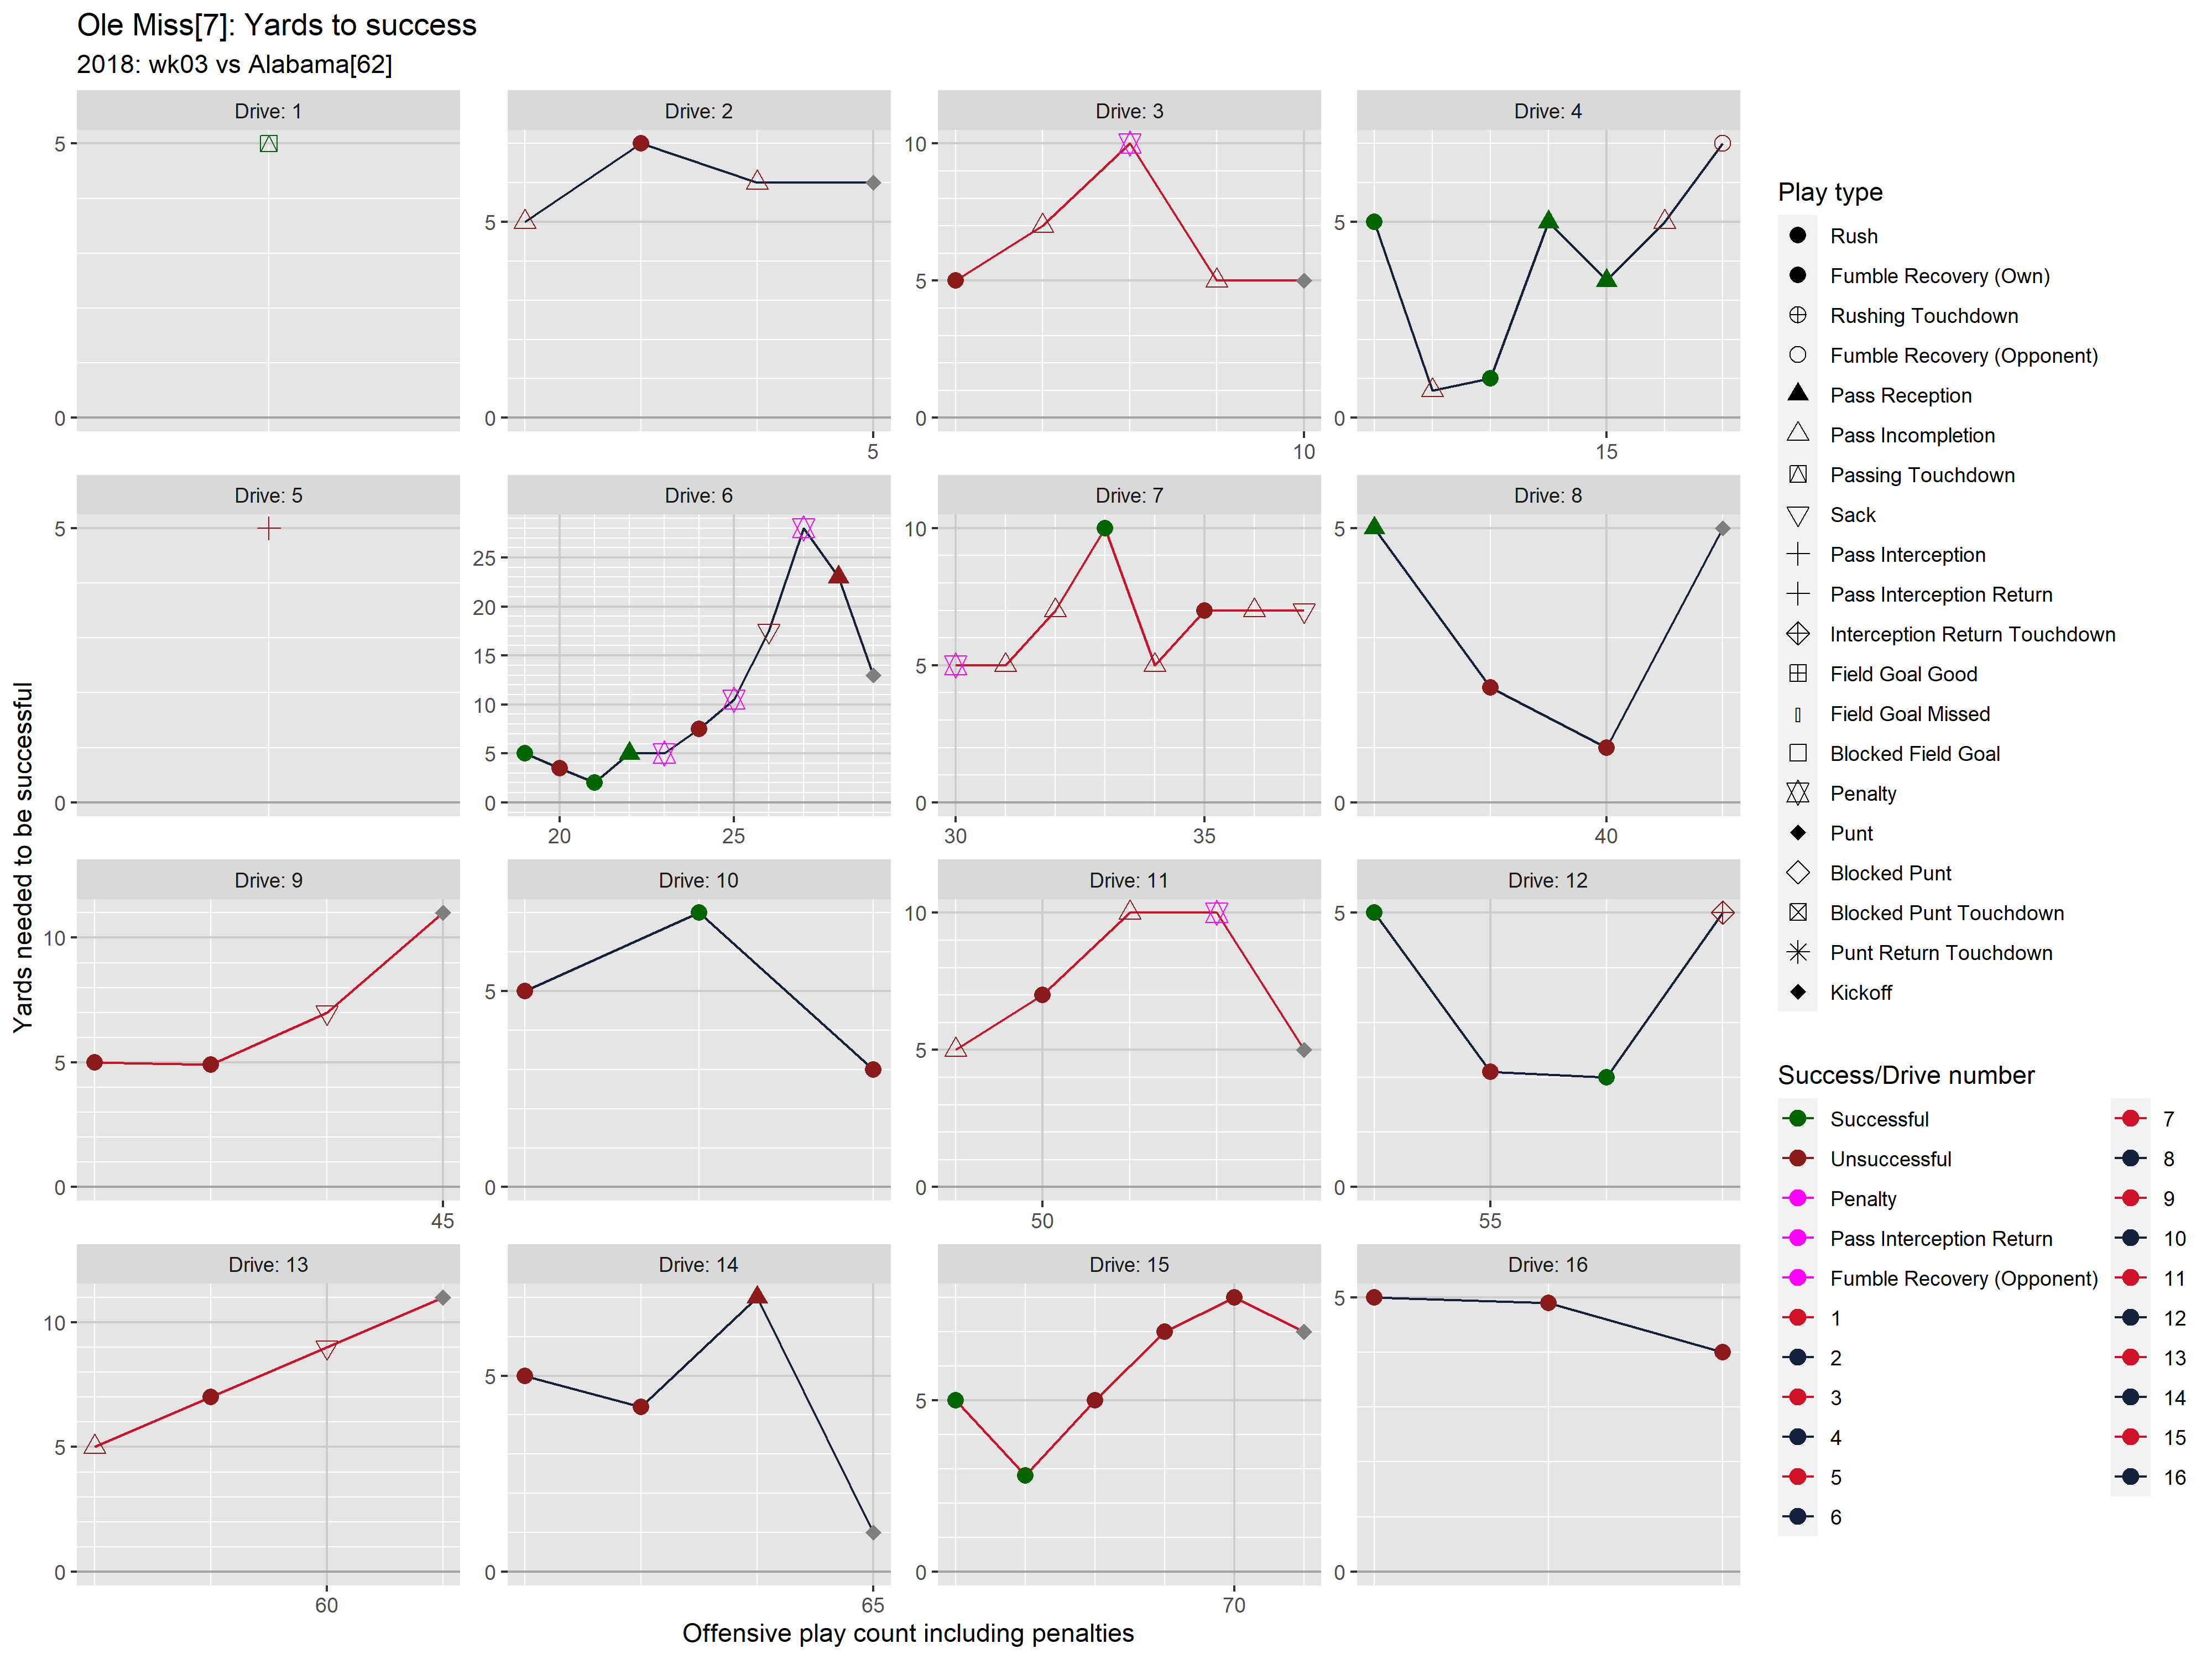 Ole Miss[7]: Yards to success
2018: wk03 vs Alabama[62]
Drive: 1
Drive: 2
Drive: 3
Drive: 4
5
0
5
0
5
10
5
0
10
5
0
15
Drive: 5
Drive: 6
Drive: 7
Drive: 8
5
0
25
20
15
10
5
0
20
25
10
5
0
30
35
5
0
40
Drive: 9
Drive: 10
Drive: 11
Drive: 12
10
5
0
45
5
0
10
5
0
50
5
0
55
Drive: 13
Drive: 14
Drive: 15
Drive: 16
10
5
0
60
5
0
65
5
0
70
5
0
Yards needed to be successful
Offensive play count including penalties
Play type
Rush
Fumble Recovery (Own)
Rushing Touchdown
Fumble Recovery (Opponent)
Pass Reception
Pass Incompletion
Passing Touchdown
Sack
Pass Interception
Pass Interception Return
Interception Return Touchdown
Field Goal Good
Field Goal Missed
Blocked Field Goal
Penalty
Punt
Blocked Punt
Blocked Punt Touchdown
Punt Return Touchdown
Kickoff
Success/Drive number
Successful
Unsuccessful
Penalty
Pass Interception Return
Fumble Recovery (Opponent)
1
2
3
4
5
6
7
8
9
10
11
12
13
14
15
16